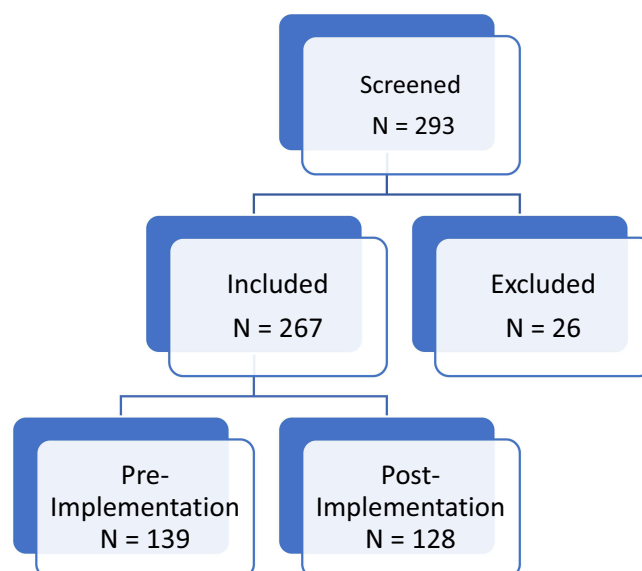 Screened
N = 293
Included
N = 267
Excluded
N = 26
Pre-
Implementation
N = 139
Post-
Implementation
N = 128